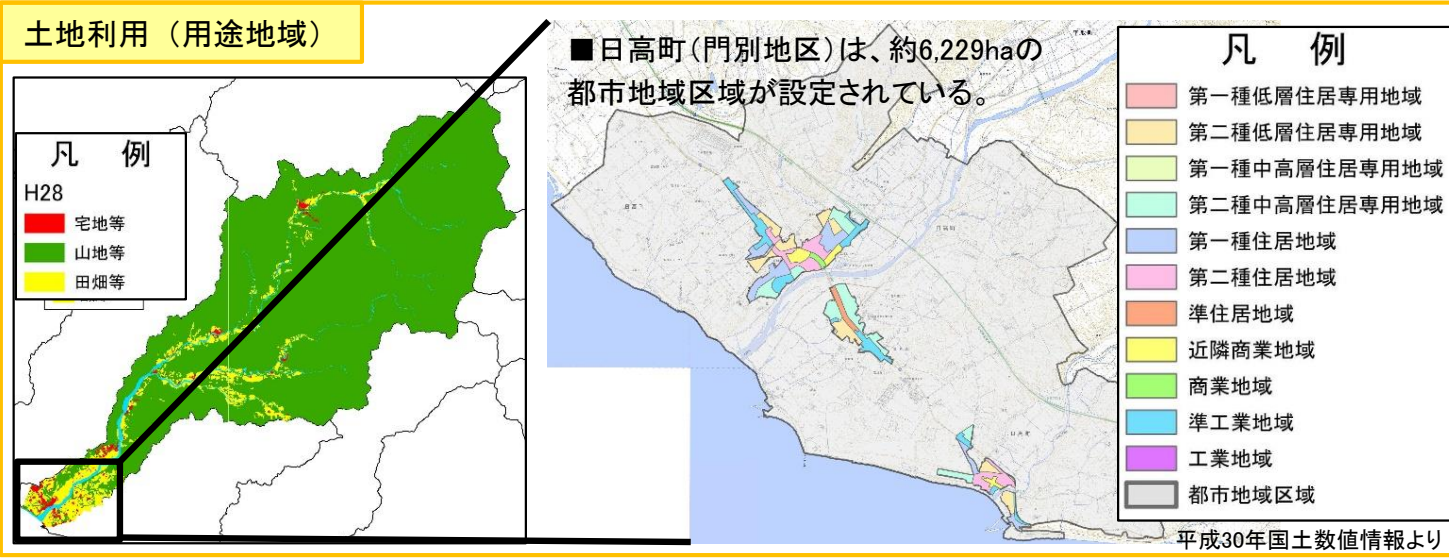 土地利用（用途地域）
■日高町（門別地区）は、約6,229haの
都市地域区域が設定されている。
凡　例
H28
宅地等
山地等
田畑等
凡　例
第一種低層住居専用地域
第二種低層住居専用地域
第一種中高層住居専用地域
第二種中高層住居専用地域
第一種住居地域
第二種住居地域
準住居地域
近隣商業地域
商業地域
準工業地域
工業地域
都市地域区域
平成30年国土数値情報より